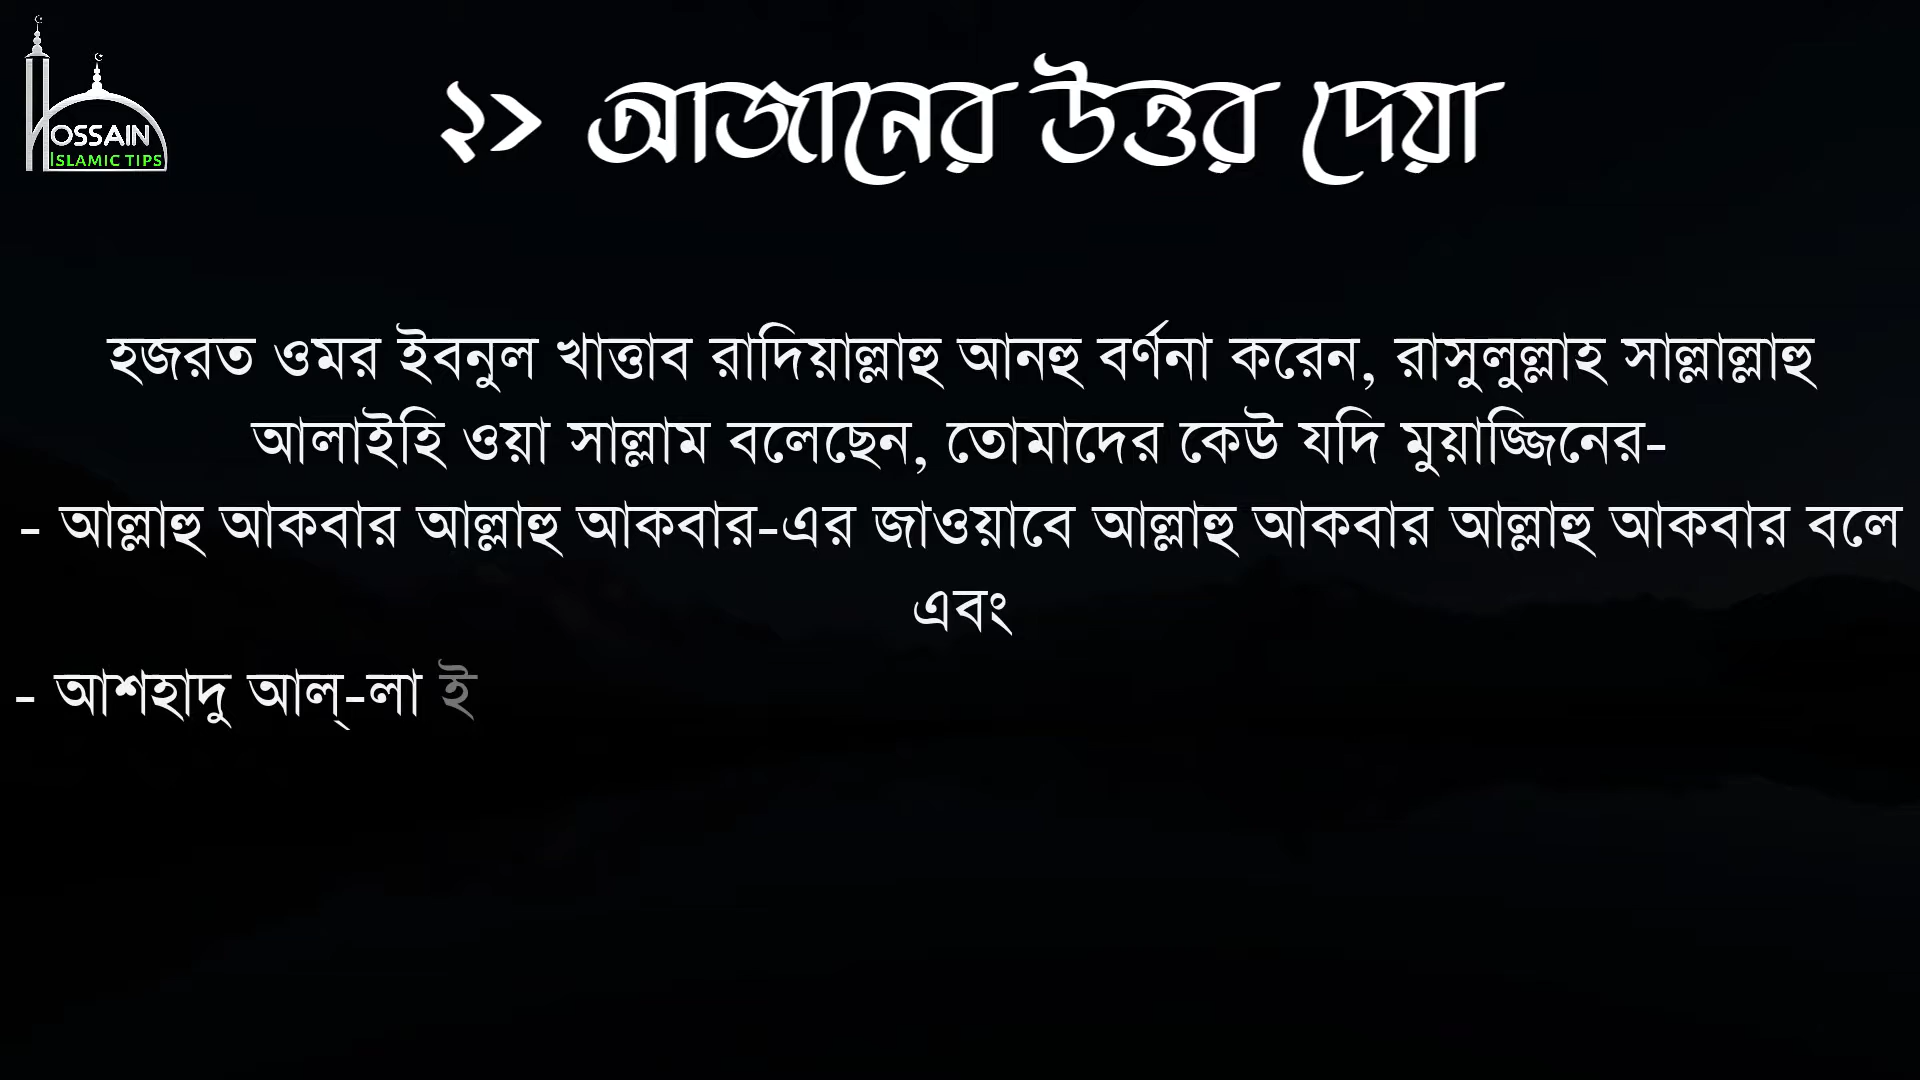 HOSSAIN
ISLAMIC TIPS
২> আজানের উত্তর দেয়া
হজরত ওমর ইবনুল খাত্তাব রাদিয়াল্লাহু আনহু বর্ণনা করেন, রাসুলুল্লাহ সাল্লাল্লাহু
আলাইহি ওয়া সাল্লাম বলেছেন, তোমাদের কেউ যদি মুয়াজ্জিনের-
- আল্লাহু আকবার আল্লাহু আকবার-এর জাওয়াবে আল্লাহু আকবার আল্লাহু আকবার বলে
এবং
- আশহাদু আল্-লা ই